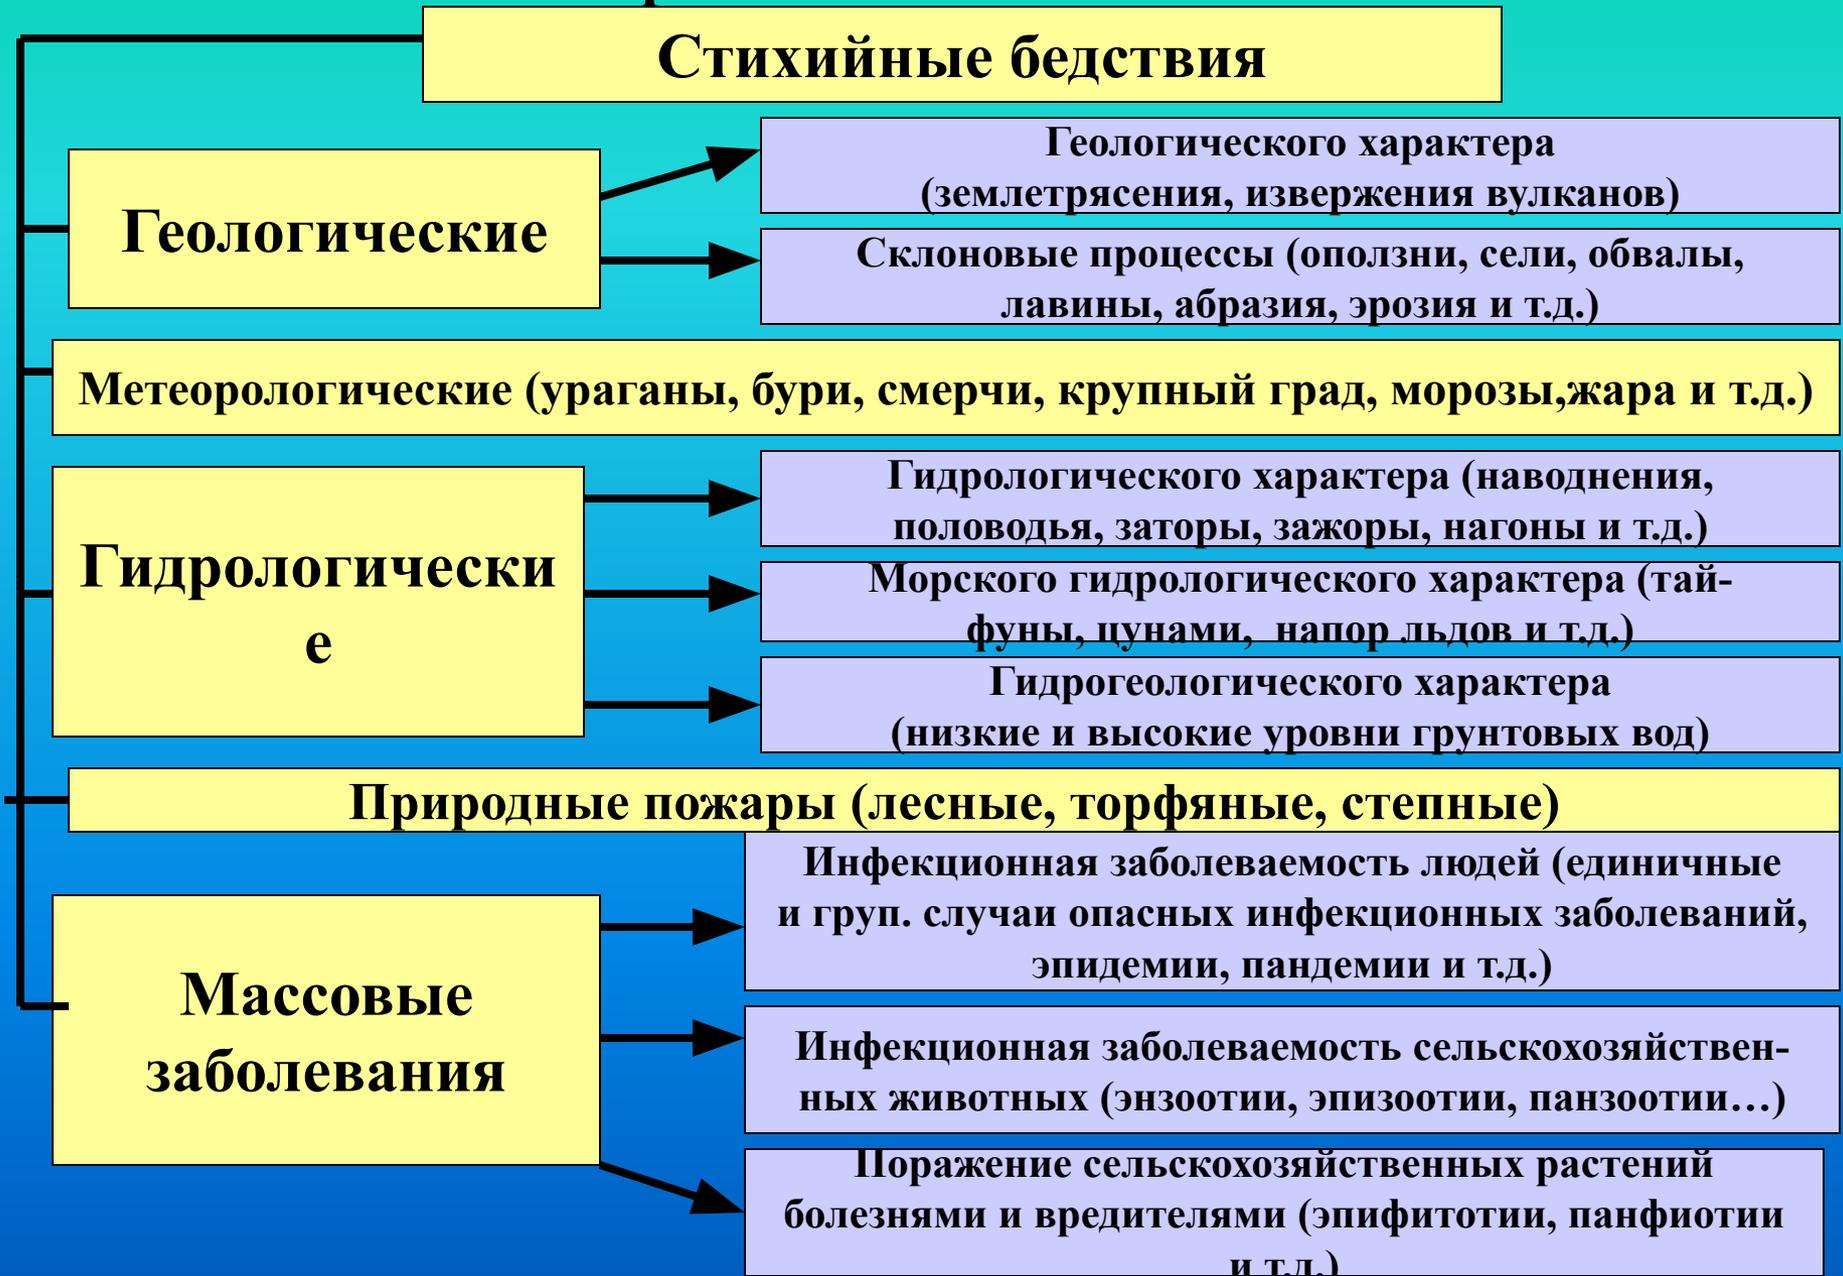 Стихийные бедствия
Геологические
Геологического характера
(землетрясения, извержения вулканов)
Склоновые процессы (оползни, сели, обвалы,
лавины, абразия, эрозия и т.д.)
Метеорологические (ураганы, бури, смерчи, крупный град, морозы,жара и т.д.)
Гидрологически
е
Гидрологического характера (наводнения,
половодья, заторы, зажоры, нагоны и т.д.)
Морского гидрологического характера (тай-
фуны, цунами, напор льдов и т.д.)
Гидрогеологического характера
(низкие и высокие уровни грунтовых вод)
Природные пожары (лесные, торфяные, степные)
Массовые
заболевания
Инфекционная заболеваемость людей (единичные
и груп. случаи опасных инфекционных заболеваний,
эпидемии, пандемии и т.д.)
Инфекционная заболеваемость сельскохозяйствен-
ных животных (энзоотии, эпизоотии, панзоотии…)
Поражение сельскохозяйственных растений
болезнями и вредителями (эпифитотии, панфиотии
и т.д.)